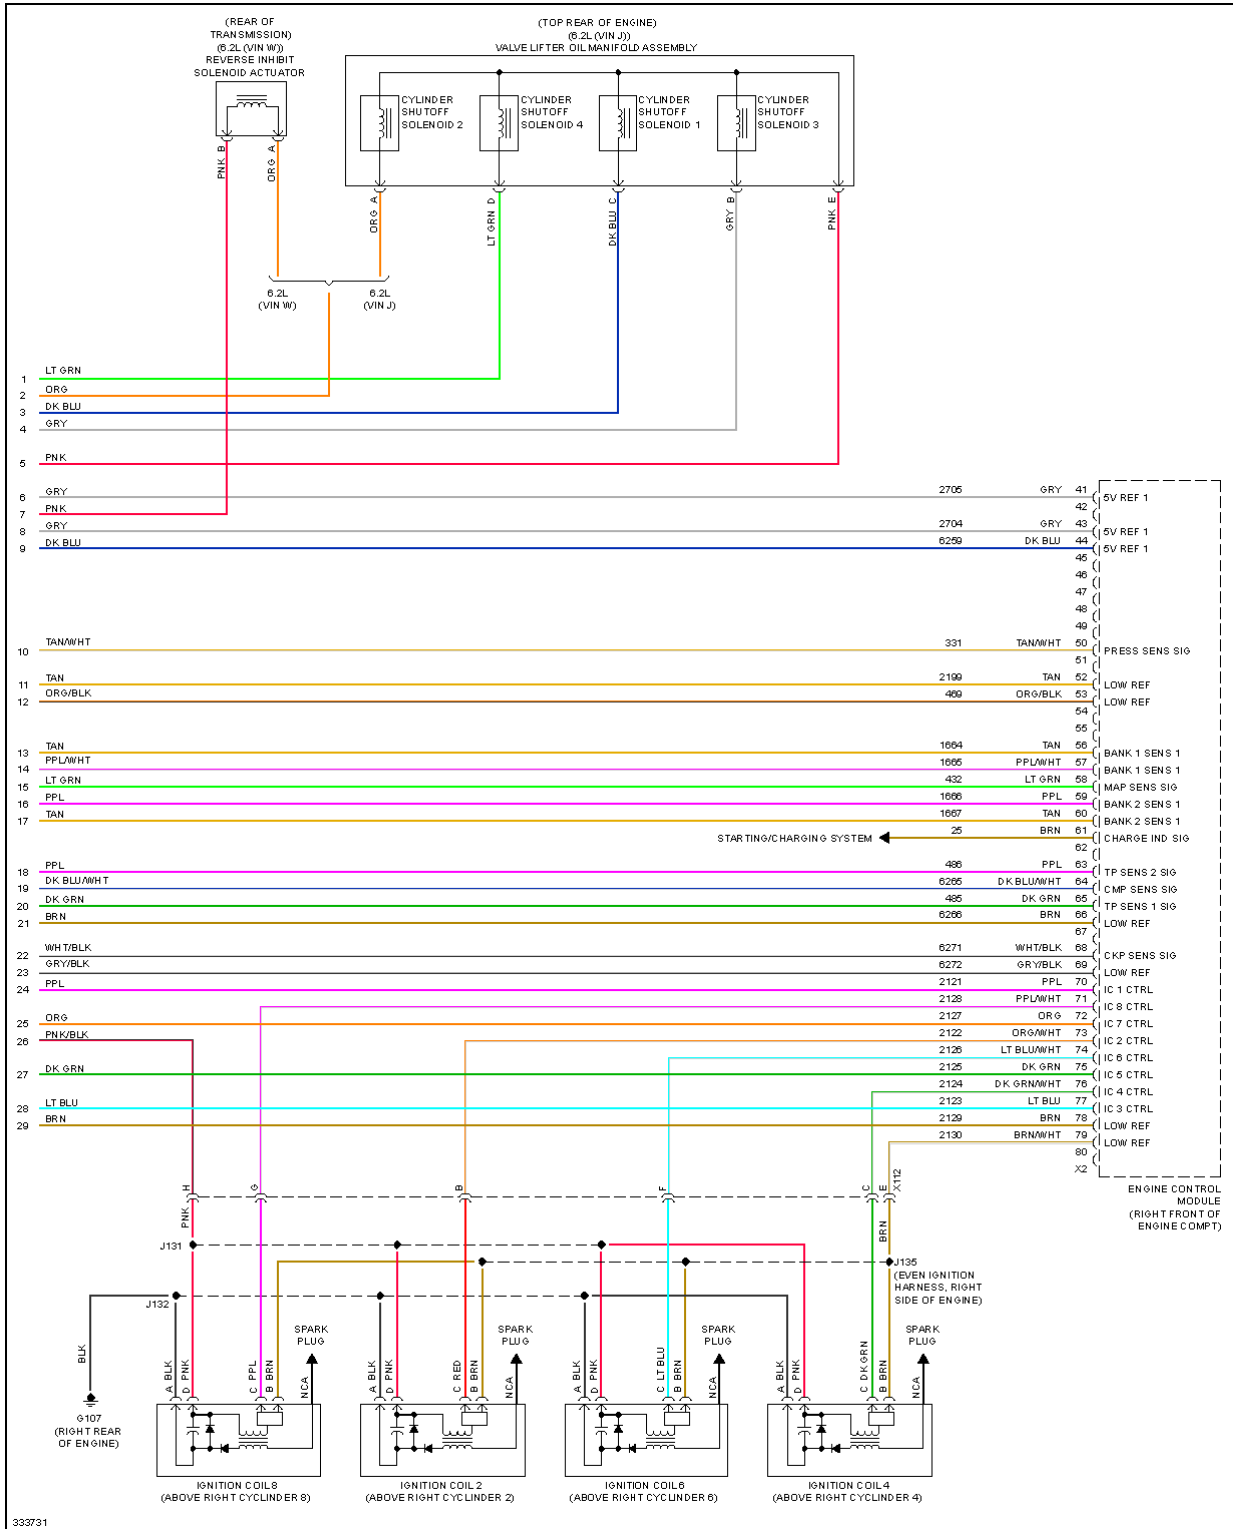 (REAR OF
TRANSMISSION)
(6.2L (VIN W))
REVERSE INHIBIT
SOLENOID ACTUATOR
(TOP REAR OF ENGINE)
(6.2L (VIN J))
VALVE LIFTER OIL MANIFOLD ASSEMBLY
CYLINDER
SHUTOFF
SOLENOID 2
CYLINDER
SHUTOFF
SOLENOID 4
CYLINDER
SHUTOFF
SOLENOID 1
CYLINDER
SHUTOFF
SOLENOID 3
PNK B
ORG A
ORG A
LT GRN D
DK BLU C
GRY B
PNK E
6.2L
(VIN W)
6.2L
(VIN J)
1 LT GRN
2 ORG
3 DK BLU
4 GRY
5 PNK
6 GRY 2705 GRY 41 5V REF 1
42
7 PNK
8 GRY 2704 GRY 43 5V REF 1
9 DK BLU 6259 DK BLU 44 5V REF 1
45
46
47
48
49
10 TAN/WHT 331 TAN/WHT 50 PRESS SENS SIG
51
11 TAN 2199 TAN 52 LOW REF
12 ORG/BLK 469 ORG/BLK 53 LOW REF
54
55
13 TAN 1664 TAN 56 BANK 1 SENS 1
14 PPL/WHT 1665 PPL/WHT 57 BANK 1 SENS 1
15 LT GRN 432 LT GRN 58 MAP SENS SIG
16 PPL 1666 PPL 59 BANK 2 SENS 1
17 TAN 1667 TAN 60 BANK 2 SENS 1
STARTING/CHARGING SYSTEM 25 BRN 61 CHARGE IND SIG
62
18 PPL 486 PPL 63 TP SENS 2 SIG
19 DK BLU/WHT 6265 DK BLU/WHT 64 CMP SENS SIG
20 DK GRN 485 DK GRN 65 TP SENS 1 SIG
21 BRN 6266 BRN 66 LOW REF
67
22 WHT/BLK 6271 WHT/BLK 68 CKP SENS SIG
23 GRY/BLK 6272 GRY/BLK 69 LOW REF
24 PPL 2121 PPL 70 IC 1 CTRL
2128 PPL/WHT 71 IC 8 CTRL
25 ORG 2127 ORG 72 IC 7 CTRL
26 PNK/BLK 2122 ORG/WHT 73 IC 2 CTRL
2126 LT BLU/WHT 74 IC 6 CTRL
27 DK GRN 2125 DK GRN 75 IC 5 CTRL
2124 DK GRN/WHT 76 IC 4 CTRL
28 LT BLU 2123 LT BLU 77 IC 3 CTRL
29 BRN 2129 BRN 78 LOW REF
2130 BRN/WHT 79 LOW REF
80
X2
ENGINE CONTROL
MODULE
(RIGHT FRONT OF
ENGINE COMPT)
H
G
B
F
C
E
X112
PNK
BRN
J131
J135
(EVEN IGNITION
HARNESS, RIGHT
SIDE OF ENGINE)
J132
BLK
G107
(RIGHT REAR
OF ENGINE)
A BLK
D PNK
C PPL
B BRN
NCA
SPARK
PLUG
A BLK
D PNK
C RED
B BRN
NCA
SPARK
PLUG
A BLK
D PNK
C LT BLU
B BRN
NCA
SPARK
PLUG
A BLK
D PNK
C DK GRN
B BRN
NCA
SPARK
PLUG
IGNITION COIL 8
(ABOVE RIGHT CYCLINDER 8)
IGNITION COIL 2
(ABOVE RIGHT CYCLINDER 2)
IGNITION COIL 6
(ABOVE RIGHT CYCLINDER 6)
IGNITION COIL 4
(ABOVE RIGHT CYCLINDER 4)
333731